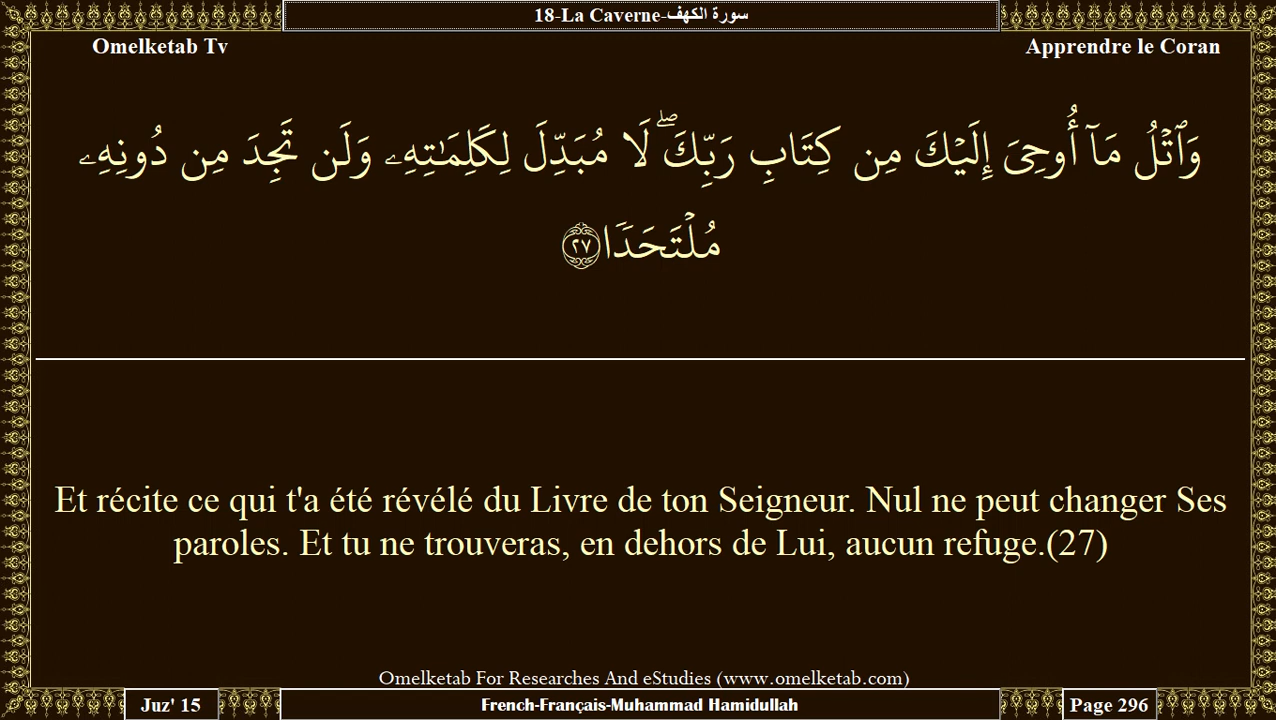 18-La Caverne-سورة الكهف
Omelketab Tv
Apprendre le Coran
وَٱتۡلُ مَآ أُوحِيَ إِلَيۡكَ مِن كِتَابِ رَبِّكَۖ لَا مُبَدِّلَ لِكَلِمَٰتِهِۦ وَلَن تَجِدَ مِن دُونِهِۦ
مُلۡتَحَدٗا ٢٧
Et récite ce qui t'a été révélé du Livre de ton Seigneur. Nul ne peut changer Ses
paroles. Et tu ne trouveras, en dehors de Lui, aucun refuge.(27)
Omelketab For Researches And eStudies (www.omelketab.com)
Juz' 15
French-Français-Muhammad Hamidullah
Page 296